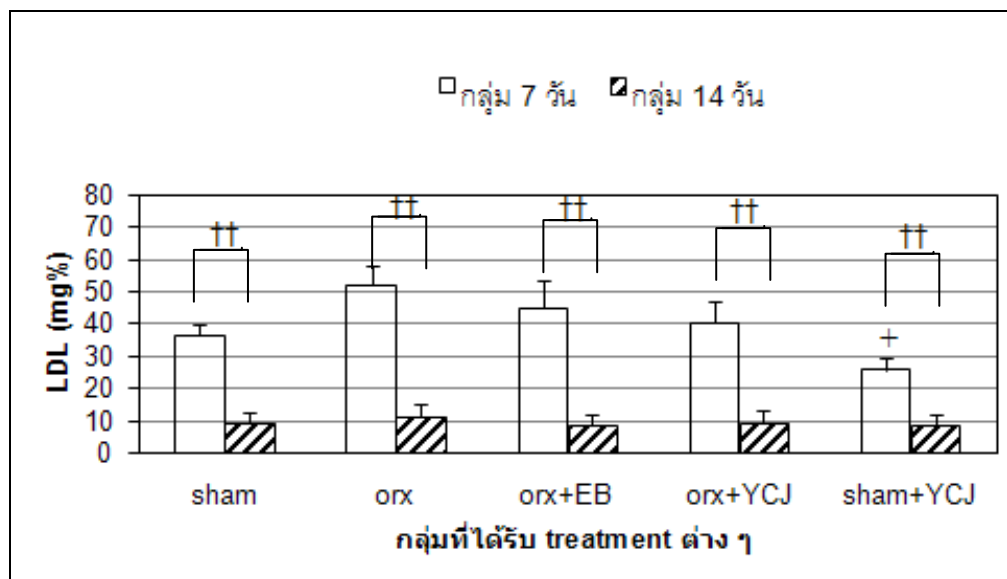 กลุ่ม 7 วัน กลุ่ม 14 วัน
LDL (mg%)
80
70
60
50
40
30
20
10
0
†† †† †† †† ††
+
sham orx orx+EB orx+YCJ sham+YCJ
กลุ่มที่ได้รับ treatment ต่าง ๆ